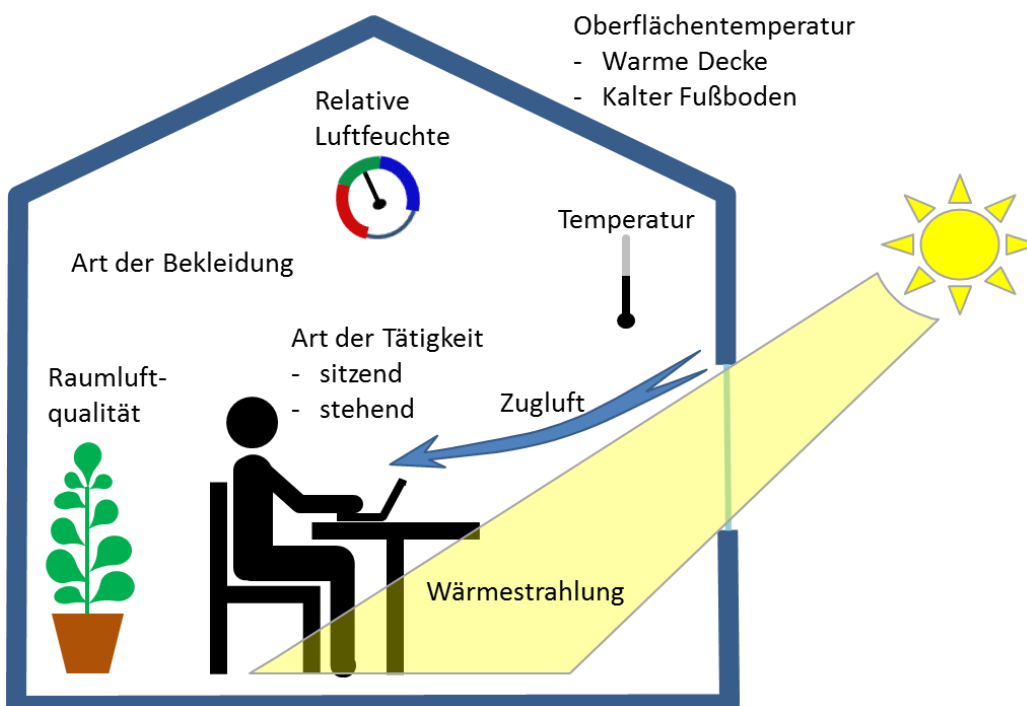 Oberflächentemperatur
- Warme Decke
- Kalter Fußboden
Relative
Luftfeuchte
Temperatur
Art der Bekleidung
Art der Tätigkeit
- sitzend
- stehend
Raumluft-
qualität
Zugluft
Wärmestrahlung